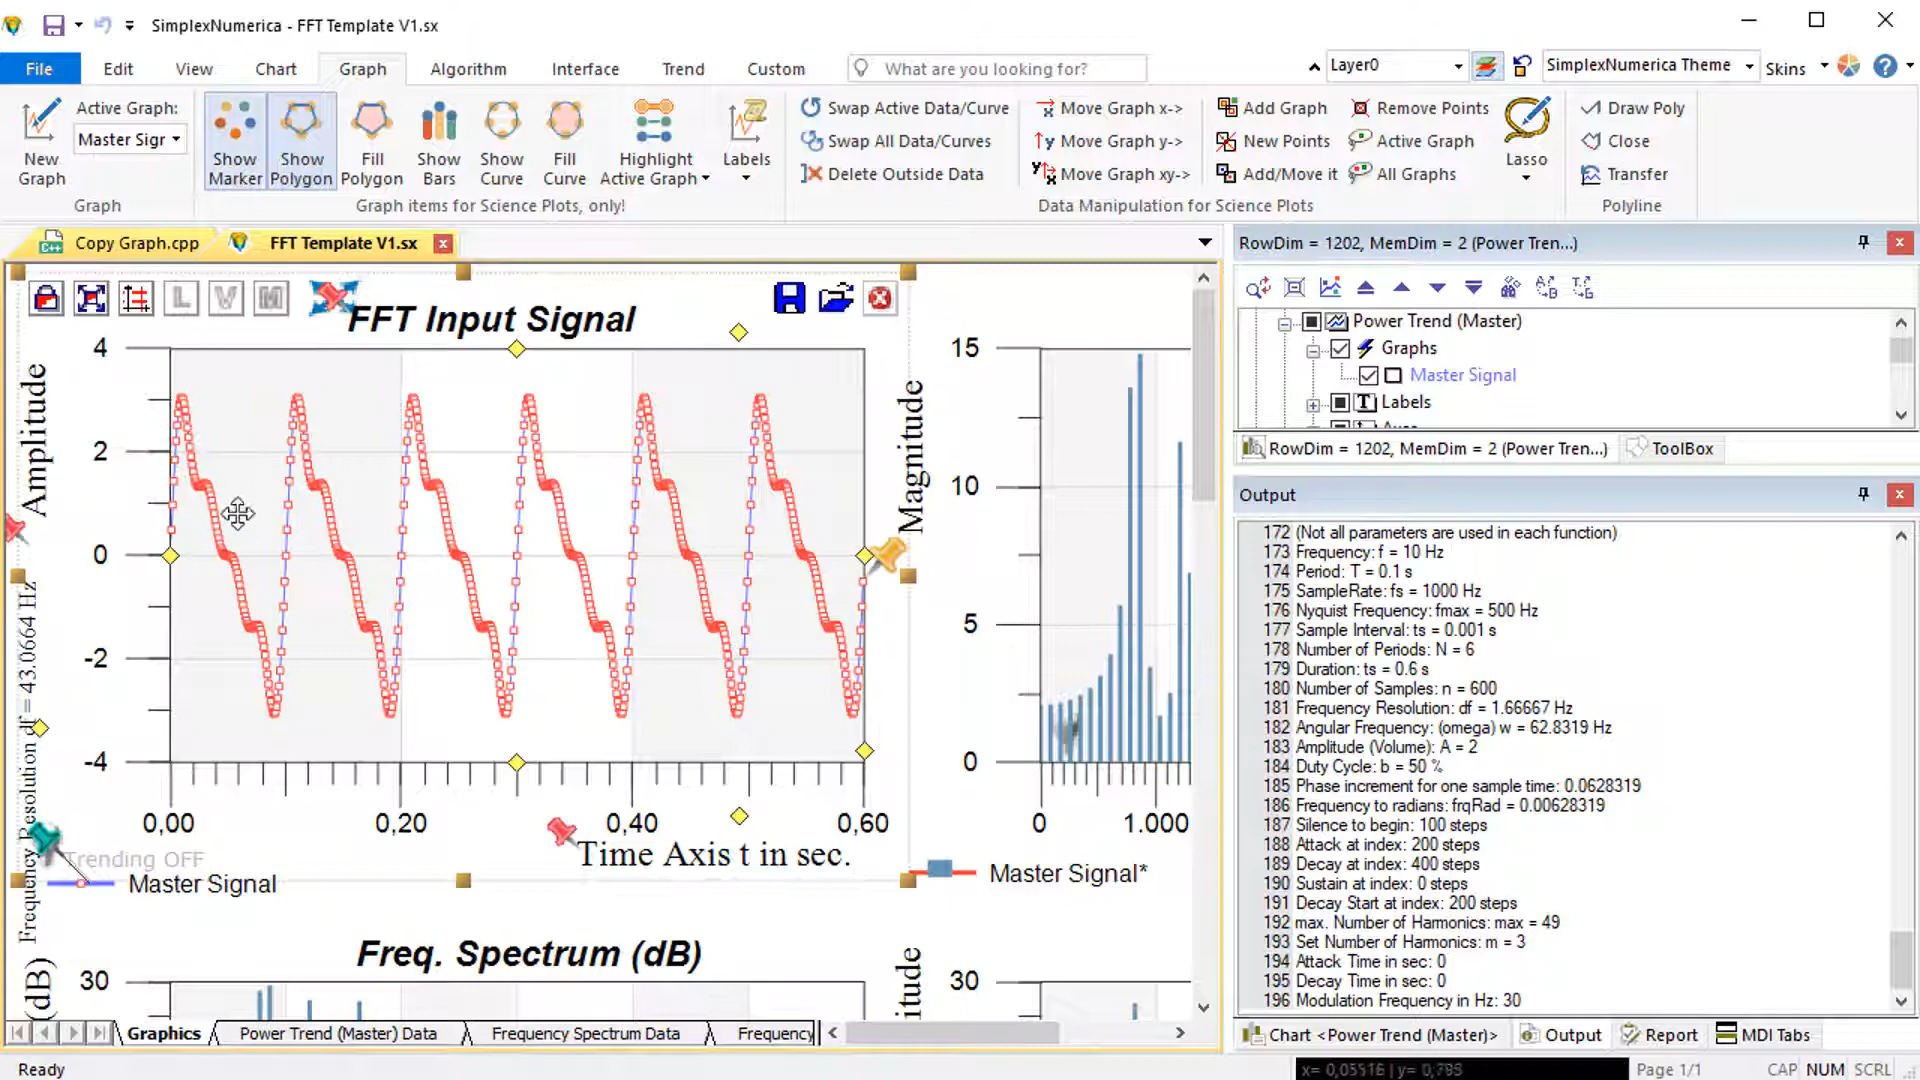 SimplexNumerica - FFT Template V1.sx
File
Edit
View
Chart
Graph
Algorithm
Interface
Trend
Custom
What are you looking for?
Layer0
SimplexNumerica Theme
Skins
New Graph
Active Graph:
Master Sigr
Show Marker
Show Polygon
Fill Polygon
Show Bars
Show Curve
Fill Curve
Highlight Active Graph
Labels
Swap Active Data/Curve
Swap All Data/Curves
Delete Outside Data
Move Graph x->
Move Graph y->
Move Graph xy->
Add Graph
New Points
Add/Move it
Remove Points
Active Graph
All Graphs
Lasso
Draw Poly
Close
Transfer
Graph
Graph items for Science Plots, only!
Data Manipulation for Science Plots
Polyline
Copy Graph.cpp
FFT Template V1.sx
L
V
M
FFT Input Signal
Amplitude
4
2
0
-2
-4
0,00
0,20
0,40
0,60
Time Axis t in sec.
Frequency Resolution df = 43.0664 Hz
Trending OFF
Master Signal
Magnitude
15
10
5
0
0
1.000
Master Signal*
Freq. Spectrum (dB)
(dB)
30
itude
30
Graphics
Power Trend (Master) Data
Frequency Spectrum Data
Frequency
RowDim = 1202, MemDim = 2 (Power Tren...)
Power Trend (Master)
Graphs
Master Signal
Labels
RowDim = 1202, MemDim = 2 (Power Tren...)
ToolBox
Output
172 (Not all parameters are used in each function)
173 Frequency: f = 10 Hz
174 Period: T = 0.1 s
175 SampleRate: fs = 1000 Hz
176 Nyquist Frequency: fmax = 500 Hz
177 Sample Interval: ts = 0.001 s
178 Number of Periods: N = 6
179 Duration: ts = 0.6 s
180 Number of Samples: n = 600
181 Frequency Resolution: df = 1.66667 Hz
182 Angular Frequency: (omega) w = 62.8319 Hz
183 Amplitude (Volume): A = 2
184 Duty Cycle: b = 50 %
185 Phase increment for one sample time: 0.0628319
186 Frequency to radians: frqRad = 0.00628319
187 Silence to begin: 100 steps
188 Attack at index: 200 steps
189 Decay at index: 400 steps
190 Sustain at index: 0 steps
191 Decay Start at index: 200 steps
192 max. Number of Harmonics: max = 49
193 Set Number of Harmonics: m = 3
194 Attack Time in sec: 0
195 Decay Time in sec: 0
196 Modulation Frequency in Hz: 30
Chart <Power Trend (Master)>
Output
Report
MDI Tabs
Ready
x= 0,05516 | y= 0,795
Page 1/1
CAP
NUM
SCRL